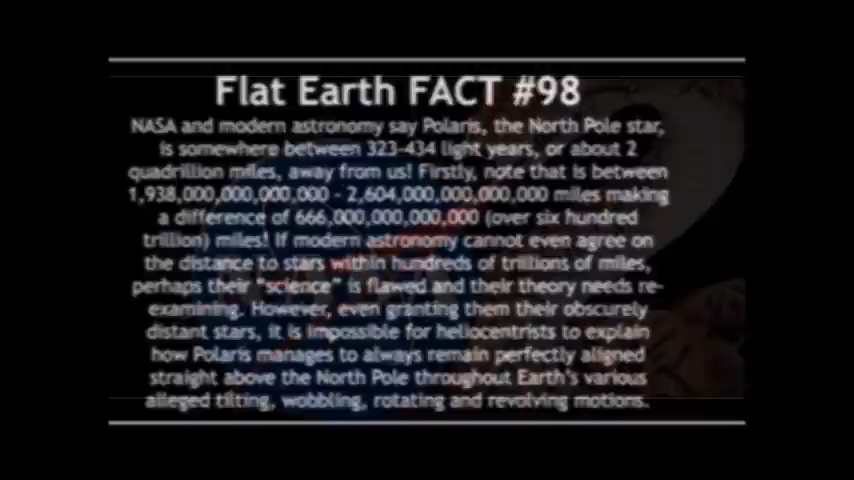 Flat Earth FACT #98
NASA and modern astronomy say Polaris, the North Pole star,
is somewhere between 323-434 light years, or about 2
quadrillion miles, away from us! Firstly, note that is between
1,938,000,000,000,000 - 2,604,000,000,000,000 miles making
a difference of 666,000,000,000,000 (over six hundred
trillion) miles! If modern astronomy cannot even agree on
the distance to stars within hundreds of trillions of miles,
perhaps their "science" is flawed and their theory needs re-
examining. However, even granting them their obscurely
distant stars, it is impossible for heliocentrists to explain
how Polaris manages to always remain perfectly aligned
straight above the North Pole throughout Earth's various
alleged tilting, wobbling, rotating and revolving motions.